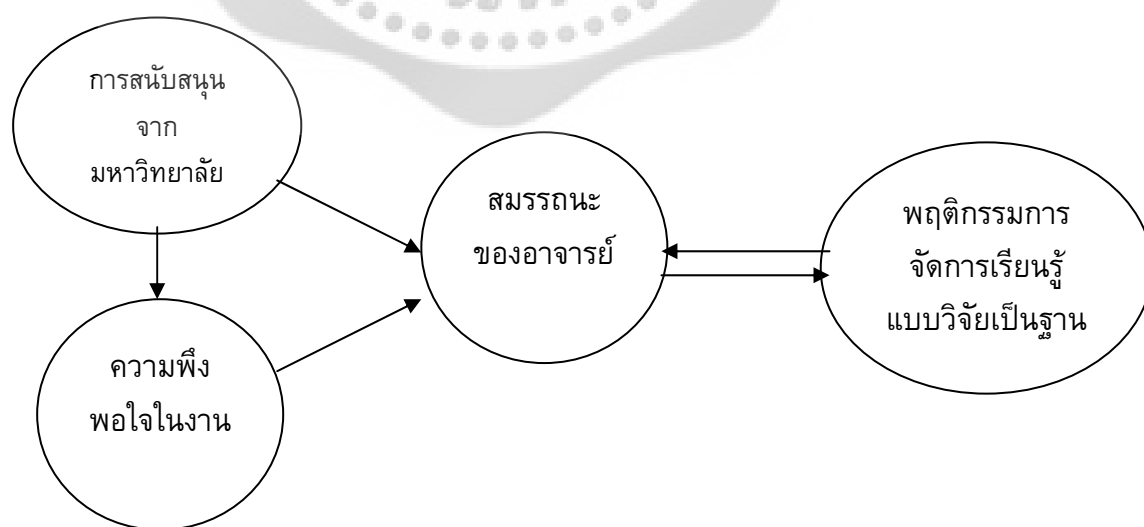 การสนับสนุน
จาก
มหาวิทยาลัย
สมรรถนะ
ของอาจารย์
พฤติกรรมการ
จัดการเรียนรู้
แบบวิจัยเป็นฐาน
ความพึง
พอใจในงาน